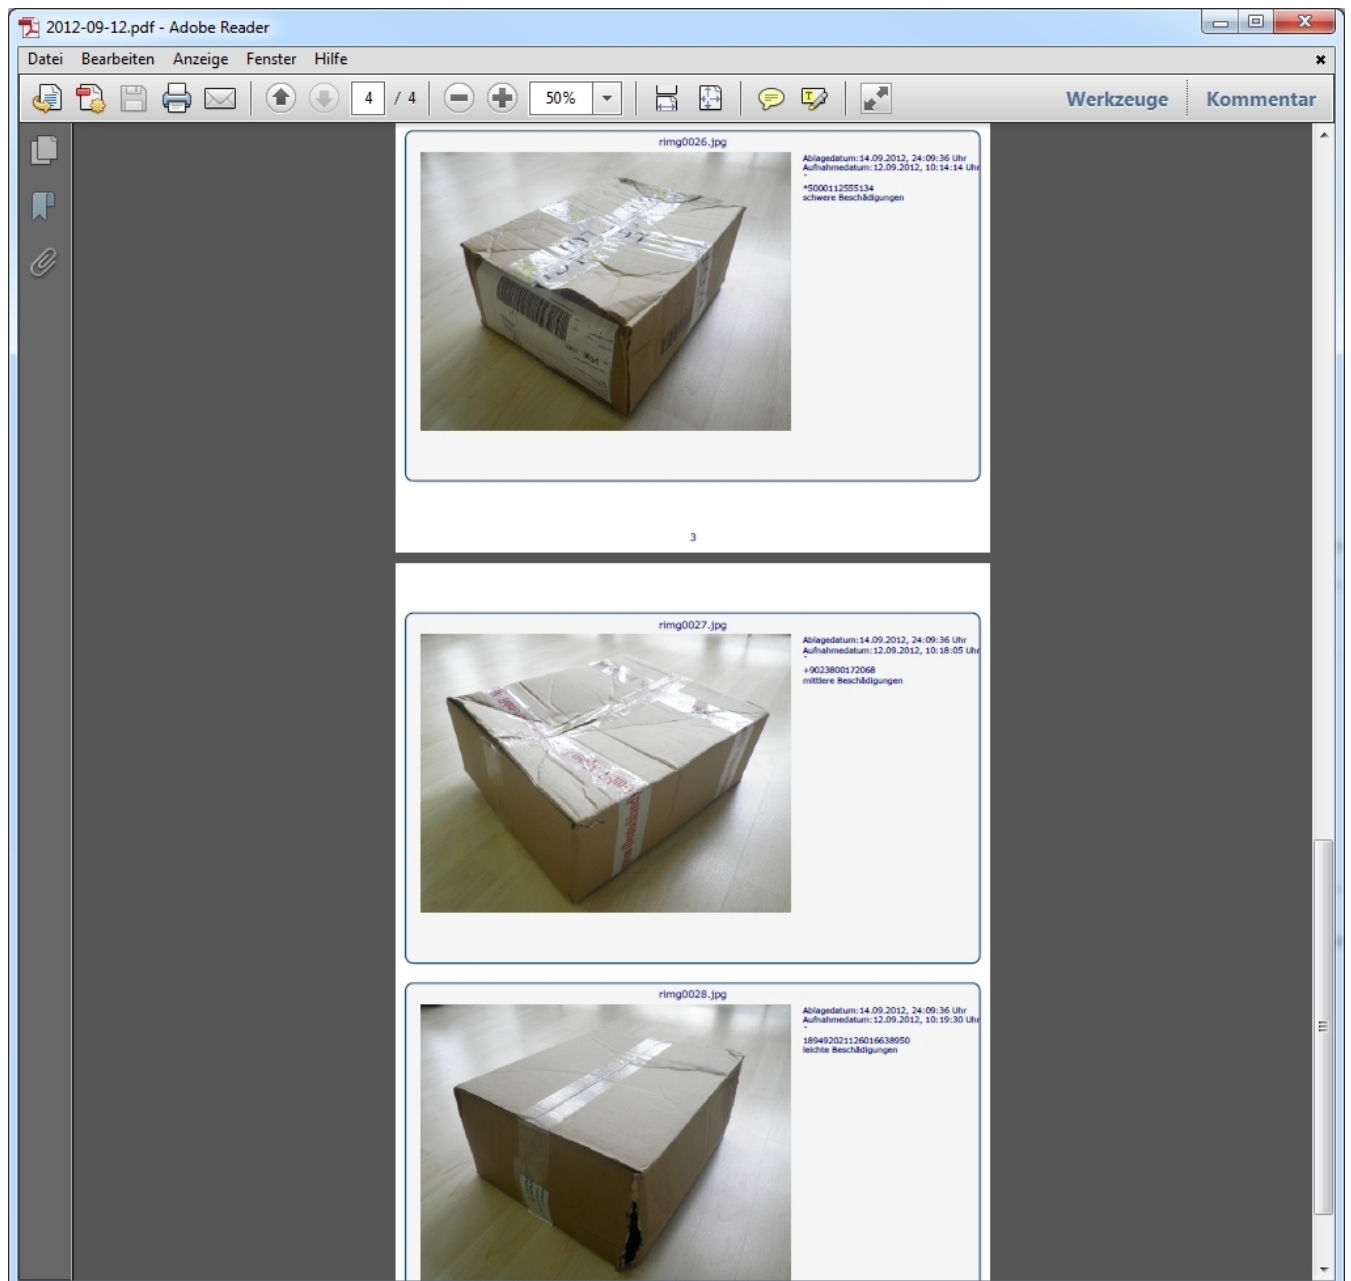 2012-09-12.pdf - Adobe Reader
Datei Bearbeiten Anzeige Fenster Hilfe
4 / 4 50% Werkzeuge Kommentar
rimg0026.jpg
Ablagedatum:14.09.2012, 24:09:36 Uhr
Aufnahmedatum:12.09.2012, 10:14:14 Uhr
*5000112555134
schwere Beschädigungen
3
rimg0027.jpg
Ablagedatum:14.09.2012, 24:09:36 Uhr
Aufnahmedatum:12.09.2012, 10:18:05 Uhr
+9023800172068
mittlere Beschädigungen
rimg0028.jpg
Ablagedatum:14.09.2012, 24:09:36 Uhr
Aufnahmedatum:12.09.2012, 10:19:30 Uhr
189492021126016638950
leichte Beschädigungen